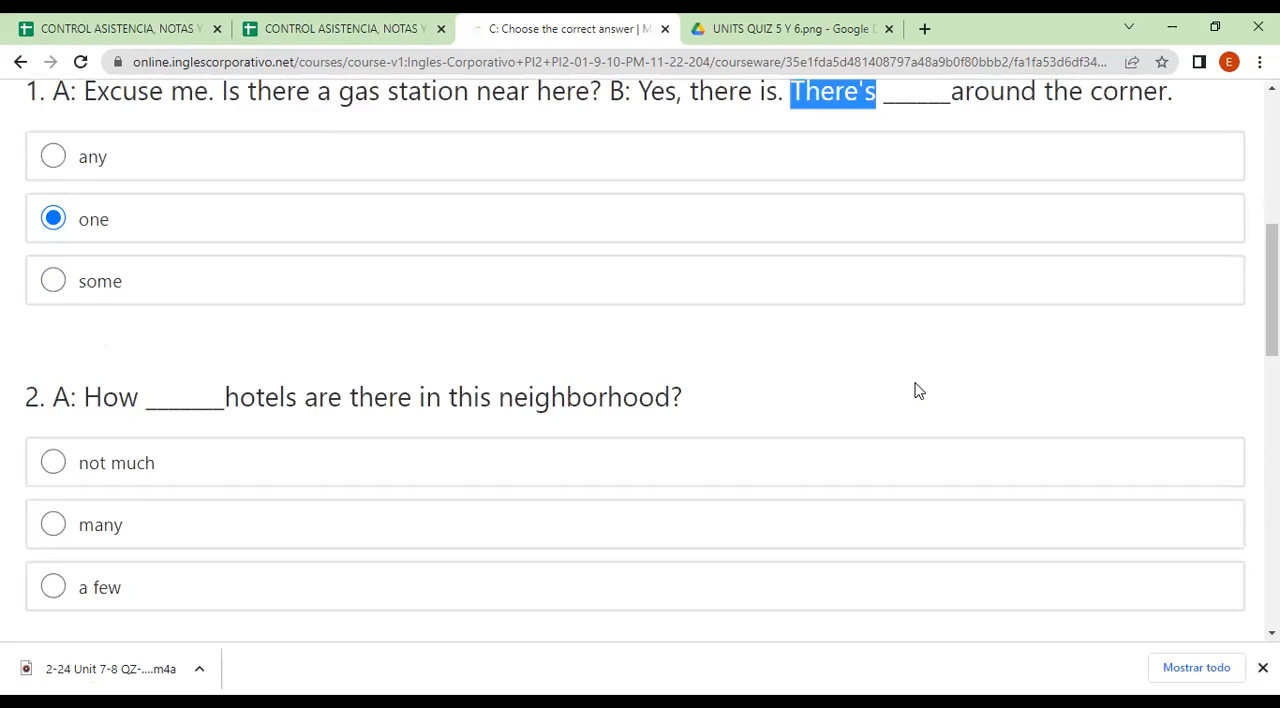 CONTROL ASISTENCIA, NOTAS Y
CONTROL ASISTENCIA, NOTAS Y
C: Choose the correct answer | M
UNITS QUIZ 5 Y 6.png - Google D
online.inglescorporativo.net/courses/course-v1:Ingles-Corporativo+PI2+PI2-01-9-10-PM-11-22-204/courseware/35e1fda5d481408797a48a9b0f80bbb2/fa1fa53d6df34...
E
1. A: Excuse me. Is there a gas station near here? B: Yes, there is. There's ______around the corner.
any
one
some
2. A: How _______hotels are there in this neighborhood?
not much
many
a few
2-24 Unit 7-8 QZ-....m4a
Mostrar todo